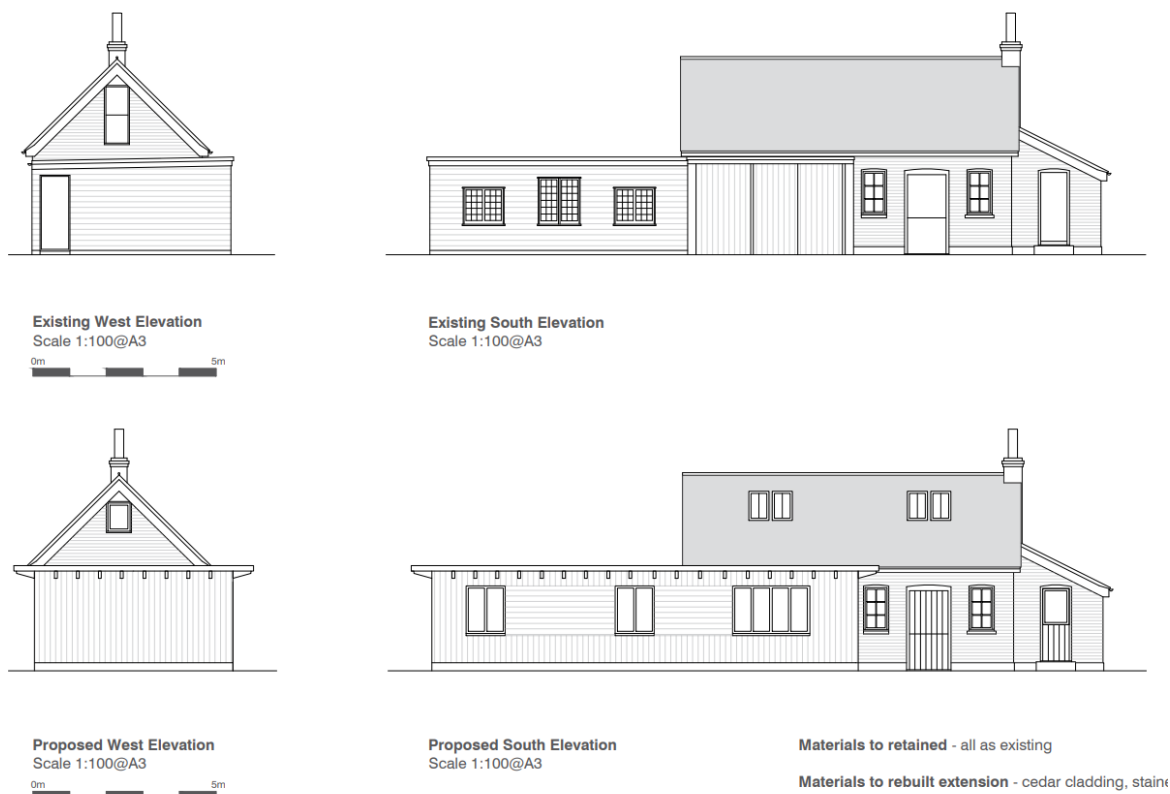 Existing West Elevation
Scale 1:100@A3
0m 5m
Existing South Elevation
Scale 1:100@A3
Proposed West Elevation
Scale 1:100@A3
0m 5m
Proposed South Elevation
Scale 1:100@A3
Materials to retained - all as existing
Materials to rebuilt extension - cedar cladding, staine